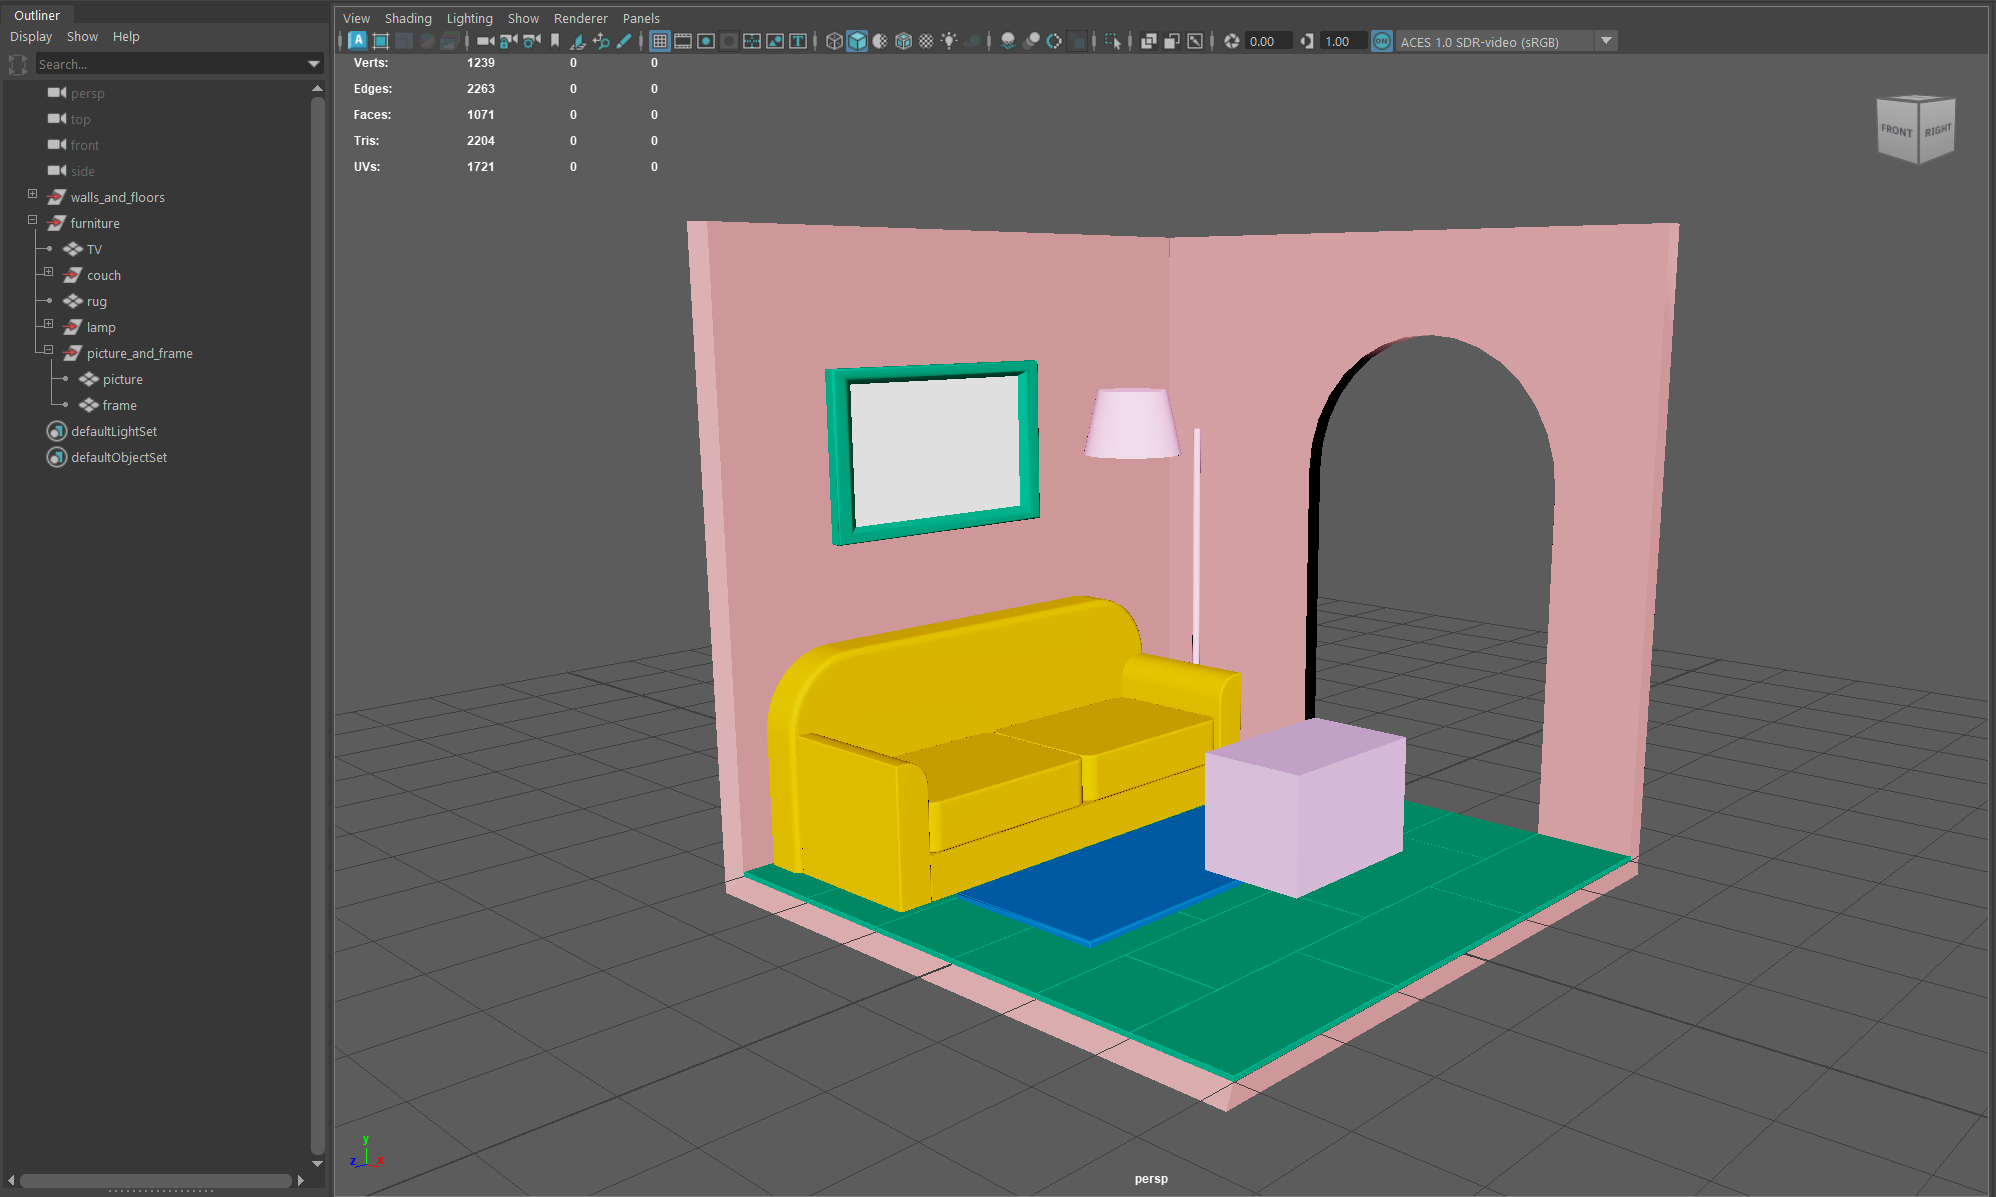 Outliner
Display Show Help
Search...
persp
top
front
side
walls_and_floors
furniture
TV
couch
rug
lamp
picture_and_frame
picture
frame
defaultLightSet
defaultObjectSet
View Shading Lighting Show Renderer Panels
A T 0.00 1.00 ON ACES 1.0 SDR-video (sRGB)
Verts: 1239 0 0
Edges: 2263 0 0
Faces: 1071 0 0
Tris: 2204 0 0
UVs: 1721 0 0
FRONT RIGHT
y
z x
persp